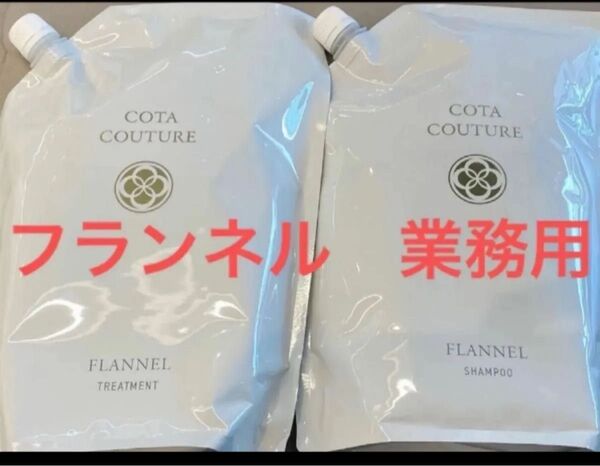 COTA
COUTURE
COTA
COUTURE
フランネル 業務用
FLANNEL
TREATMENT
FLANNEL
SHAMPOO